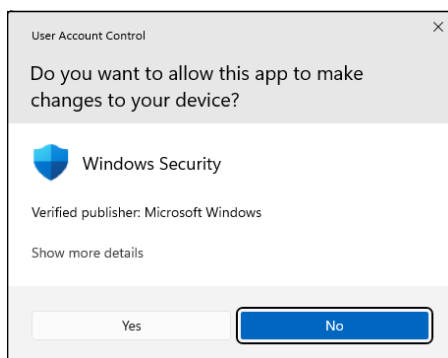 User Account Control
Do you want to allow this app to make
changes to your device?
Windows Security
Verified publisher: Microsoft Windows
Show more details
Yes
No